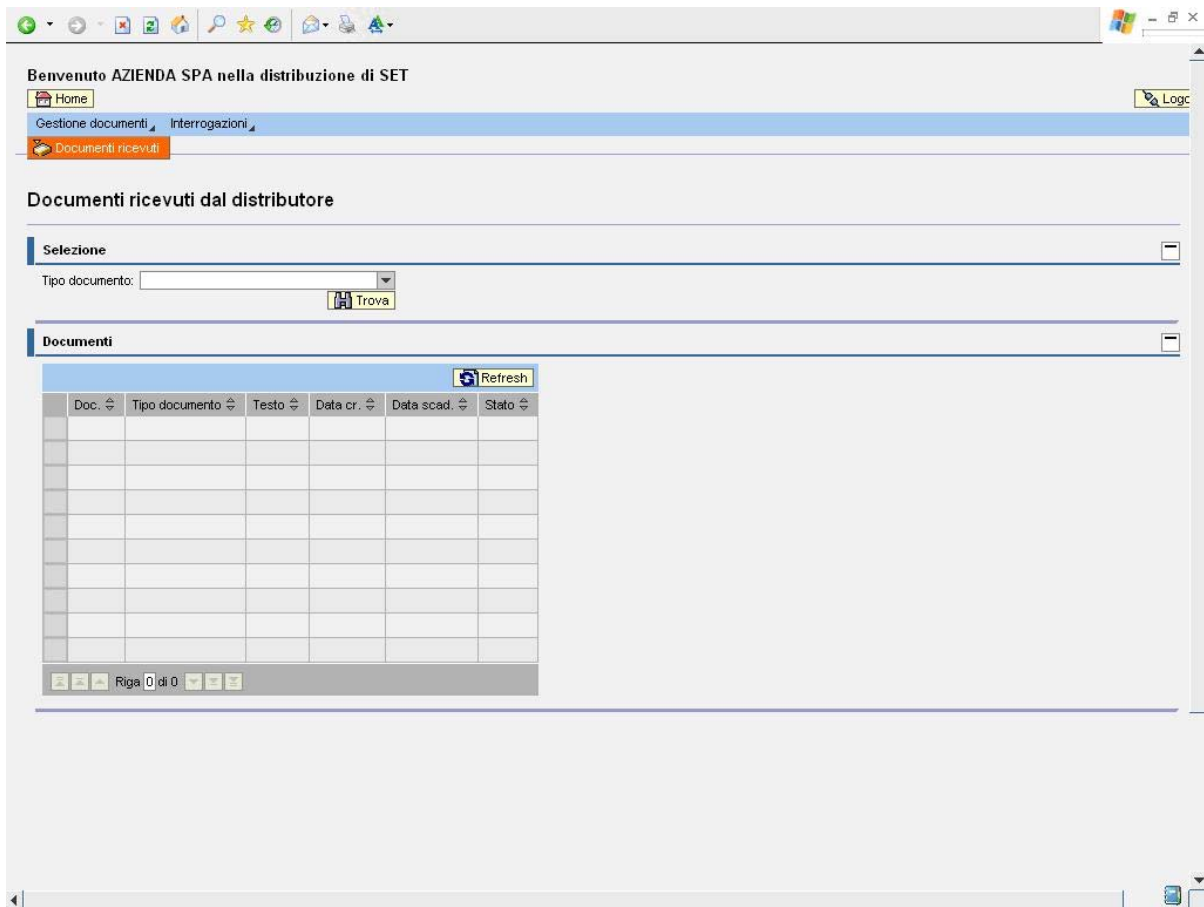 Benvenuto AZIENDA SPA nella distribuzione di SET
Home
Logo
Gestione documenti Interrogazioni
Documenti ricevuti
Documenti ricevuti dal distributore
Selezione
Tipo documento:
Trova
Documenti
Refresh
Doc. Tipo documento Testo Data cr. Data scad. Stato
Riga 0 di 0